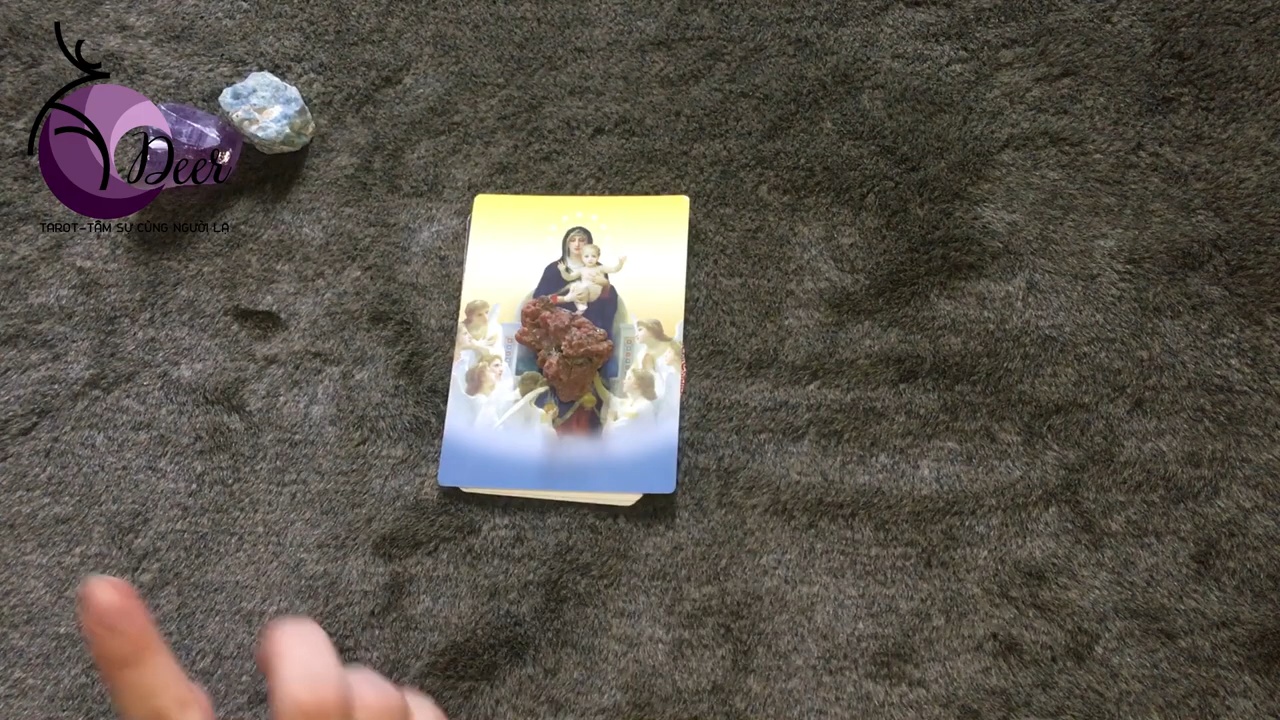 Deer
TAROT-TÂM SỰ CÙNG NGƯỜI LẠ